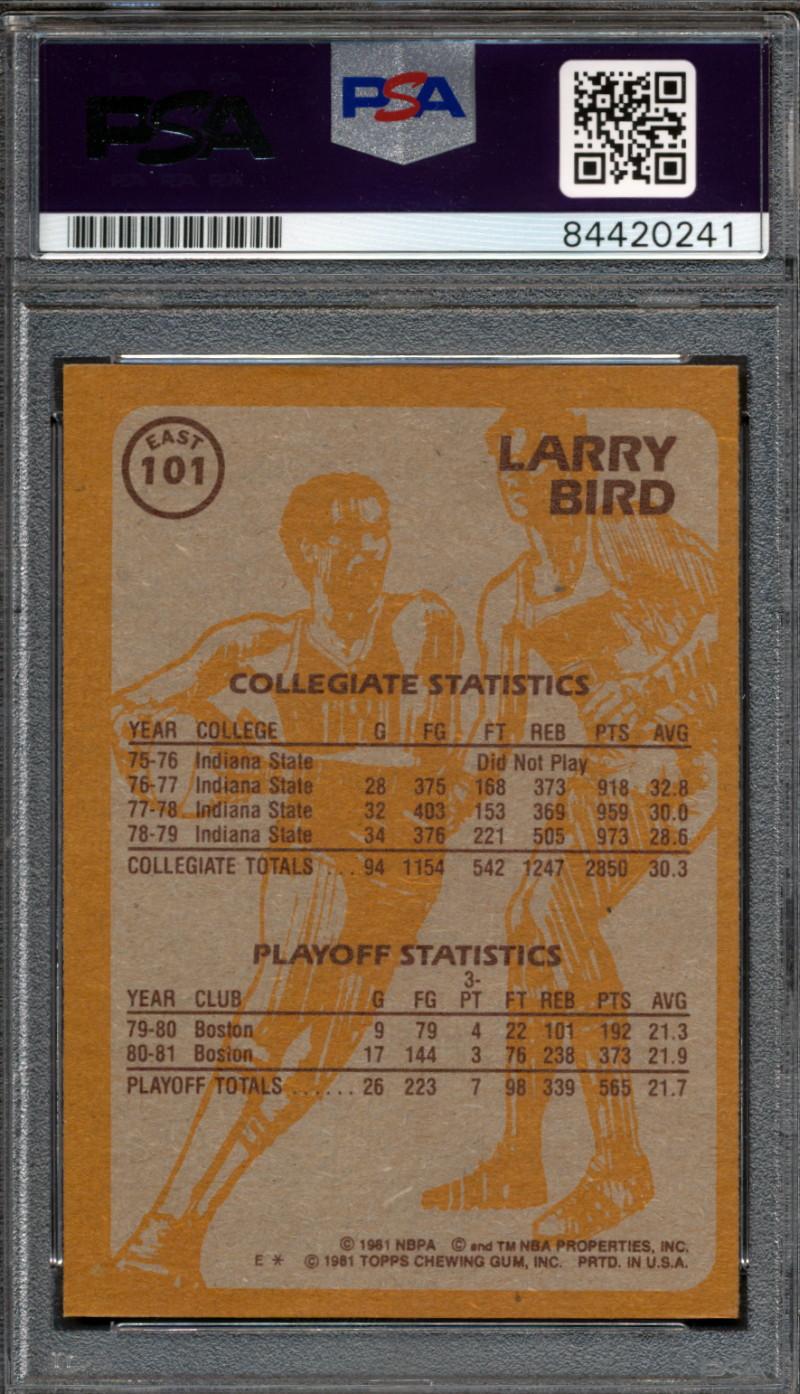 PSA
PSA
84420241
EAST
101
LARRY
BIRD
COLLEGIATE STATISTICS
YEAR COLLEGE G FG FT REB PTS AVG
75-76 Indiana State Did Not Play
76-77 Indiana State 28 375 168 373 918 32.8
77-78 Indiana State 32 403 153 369 959 30.0
78-79 Indiana State 34 376 221 505 973 28.6
COLLEGIATE TOTALS ... 94 1154 542 1247 2850 30.3
PLAYOFF STATISTICS
YEAR CLUB G FG 3-PT FT REB PTS AVG
79-80 Boston 9 79 4 22 101 192 21.3
80-81 Boston 17 144 3 76 238 373 21.9
PLAYOFF TOTALS ...... 26 223 7 98 339 565 21.7
© 1981 NBPA © and TM NBA PROPERTIES, INC.
E * © 1981 TOPPS CHEWING GUM, INC. PRTD. IN U.S.A.